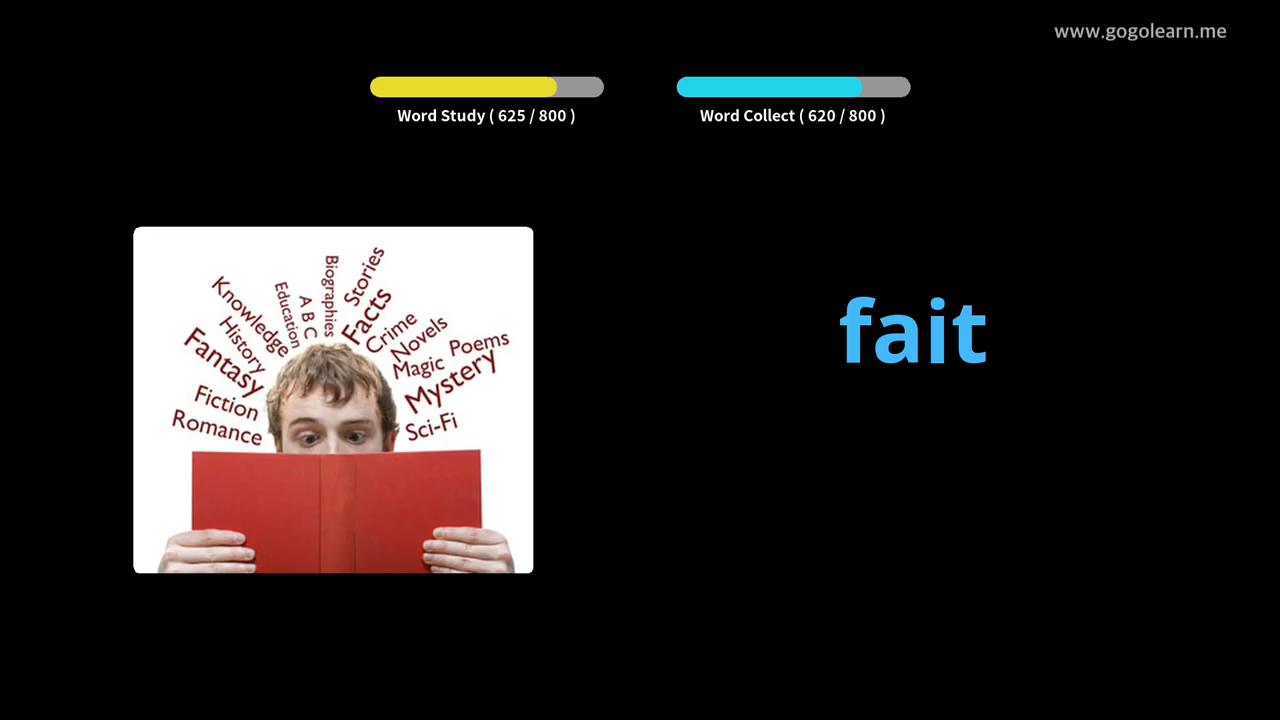 www.gogolearn.me
Word Study ( 625 / 800 )
Word Collect ( 620 / 800 )
fait
Biographies
Stories
Education
A B C
Facts
Knowledge
History
Crime
Novels
Fantasy
Magic
Poems
Mystery
Fiction
Romance
Sci-Fi